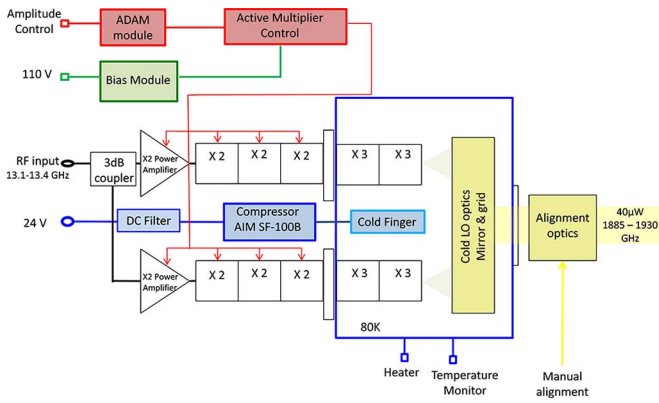 Amplitude
Control
ADAM
module
Active Multiplier
Control
110 V
Bias Module
RF input
13.1-13.4 GHz
3dB
coupler
X2 Power
Amplifier
X 2
X 2
X 2
X 3
X 3
24 V
DC Filter
Compressor
AIM SF-100B
Cold Finger
Cold LO optics
Mirror & grid
Alignment
optics
40µW
1885 – 1930
GHz
X2 Power
Amplifier
X 2
X 2
X 2
X 3
X 3
80K
Heater
Temperature
Monitor
Manual
alignment